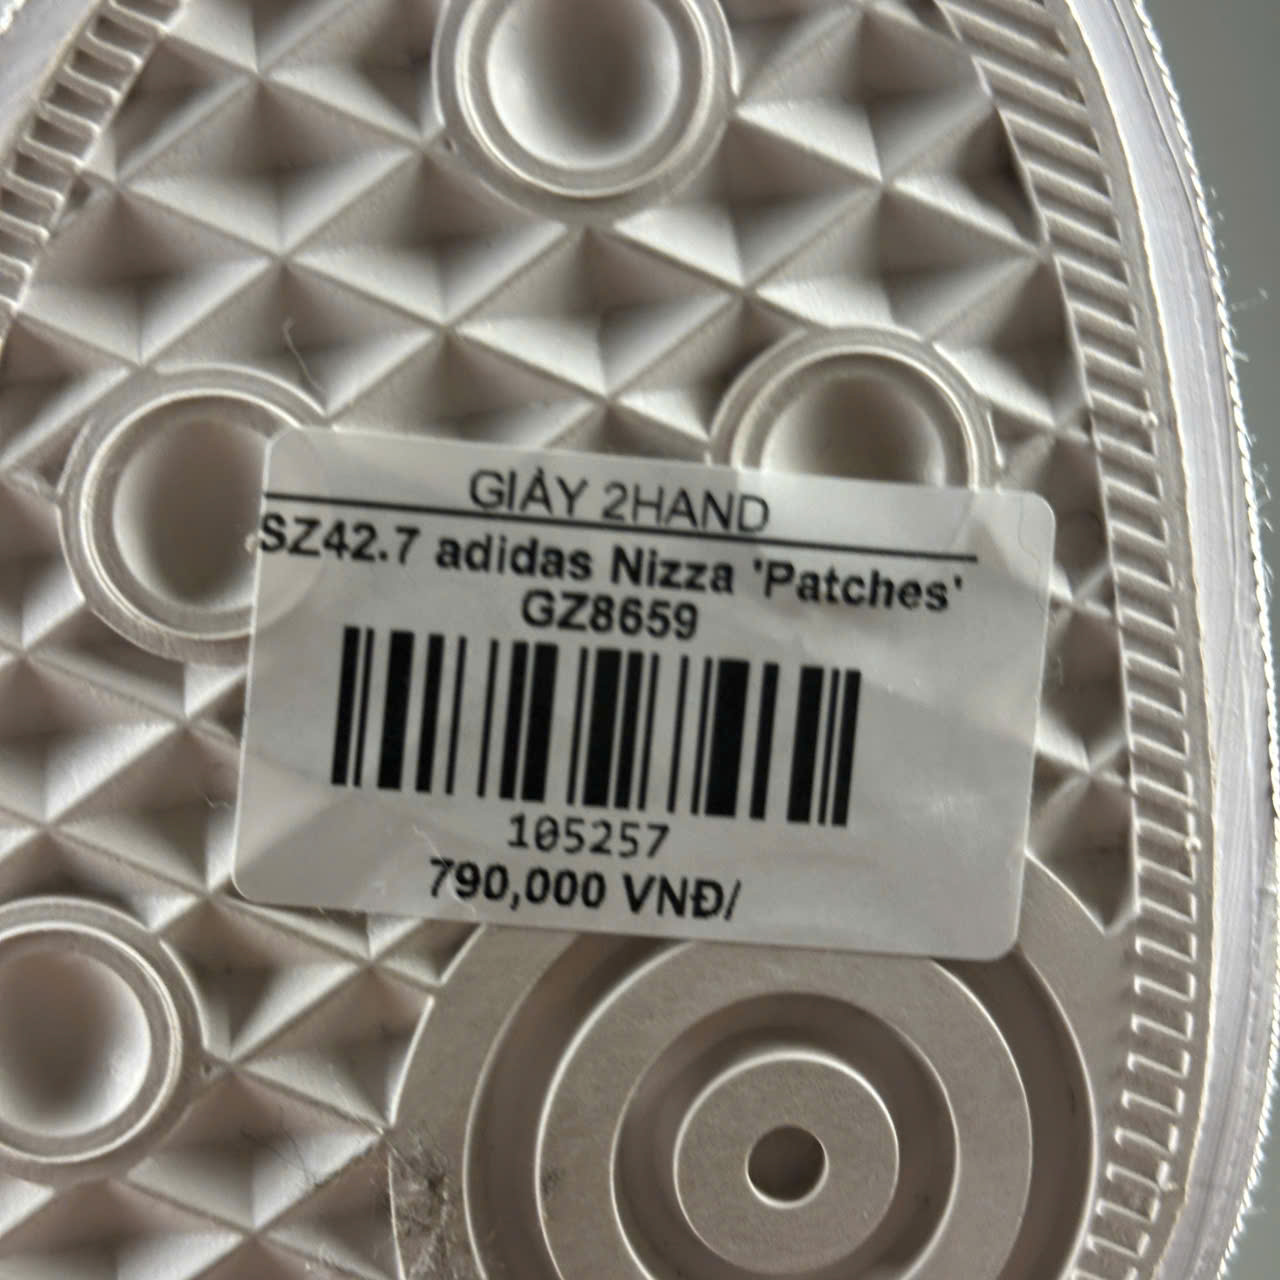 GIÀY 2HAND
SZ42.7 adidas Nizza 'Patches'
GZ8659
105257
790,000 VNĐ/